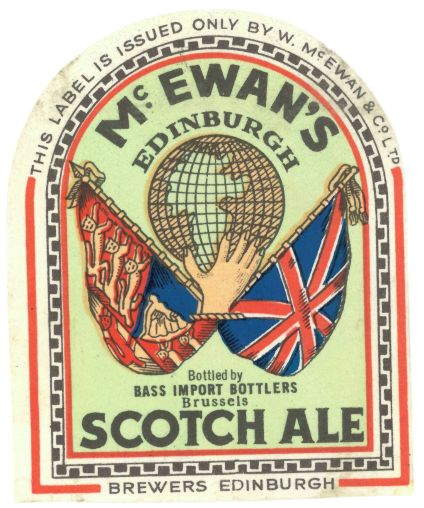 THIS LABEL IS ISSUED ONLY BY W. McEWAN & Co. LTD
McEWAN'S
EDINBURGH
Bottled by
BASS IMPORT BOTTLERS
Brussels
SCOTCH ALE
BREWERS EDINBURGH